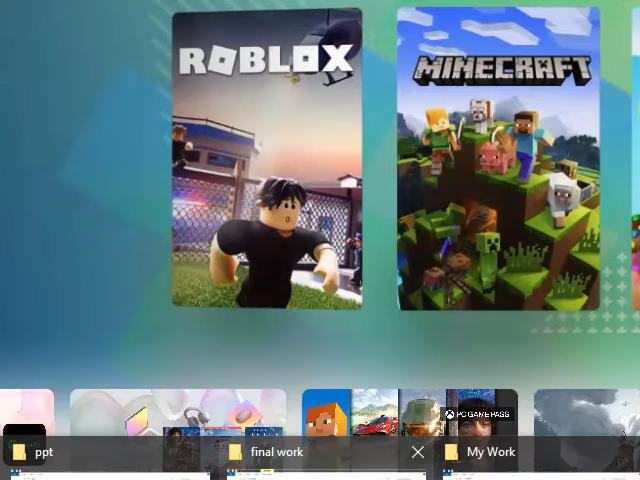 ROBLOX
MINECRAFT
PC GAME PASS
ppt
final work
My Work